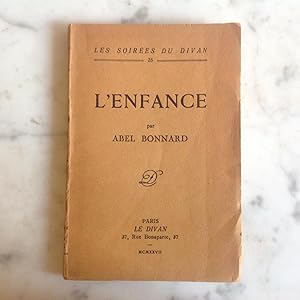 LES SOIRÉES DU DIVAN
25
L'ENFANCE
par
ABEL BONNARD
D
PARIS
LE DIVAN
37, Rue Bonaparte, 37
MCMXXVII